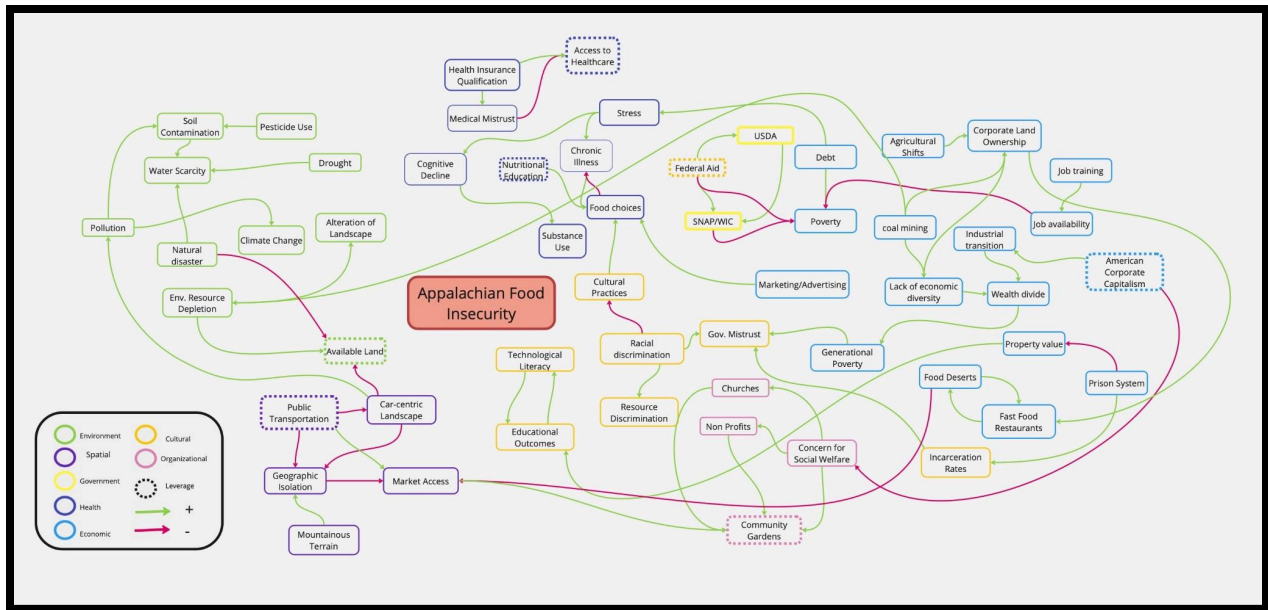 Access to
Healthcare
Health Insurance
Qualification
Medical Mistrust
Stress
Soil
Contamination
Pesticide Use
USDA
Agricultural
Shifts
Corporate Land
Ownership
Water Scarcity
Drought
Cognitive
Decline
Chronic
Illness
Nutritional
Education
Federal Aid
Debt
Job training
Food choices
SNAP/WIC
Poverty
coal mining
Job availability
Pollution
Climate Change
Alteration of
Landscape
Natural
disaster
Substance
Use
Industrial
transition
American
Corporate
Capitalism
Env. Resource
Depletion
Appalachian Food
Insecurity
Cultural
Practices
Marketing/Advertising
Lack of economic
diversity
Wealth divide
Available Land
Technological
Literacy
Racial
discrimination
Gov. Mistrust
Generational
Poverty
Property value
Public
Transportation
Car-centric
Landscape
Resource
Discrimination
Churches
Food Deserts
Prison System
Fast Food
Restaurants
Educational
Outcomes
Non Profits
Concern for
Social Welfare
Incarceration
Rates
Geographic
Isolation
Market Access
Community
Gardens
Mountainous
Terrain
Environment
Cultural
Spatial
Organizational
Government
Leverage
Health
+
Economic
-